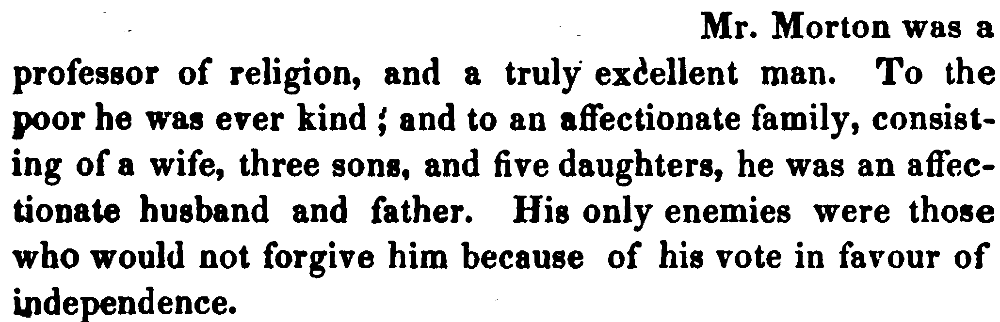 Mr. Morton was a
professor of religion, and a truly excellent man. To the
poor he was ever kind ; and to an affectionate family, consist-
ing of a wife, three sons, and five daughters, he was an affec-
tionate husband and father. His only enemies were those
who would not forgive him because of his vote in favour of
independence.